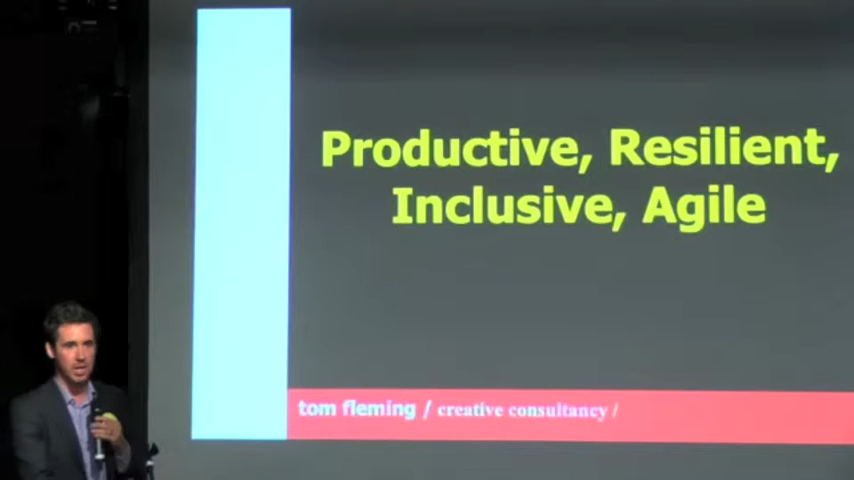 Productive, Resilient,
Inclusive, Agile
tom fleming / creative consultancy /